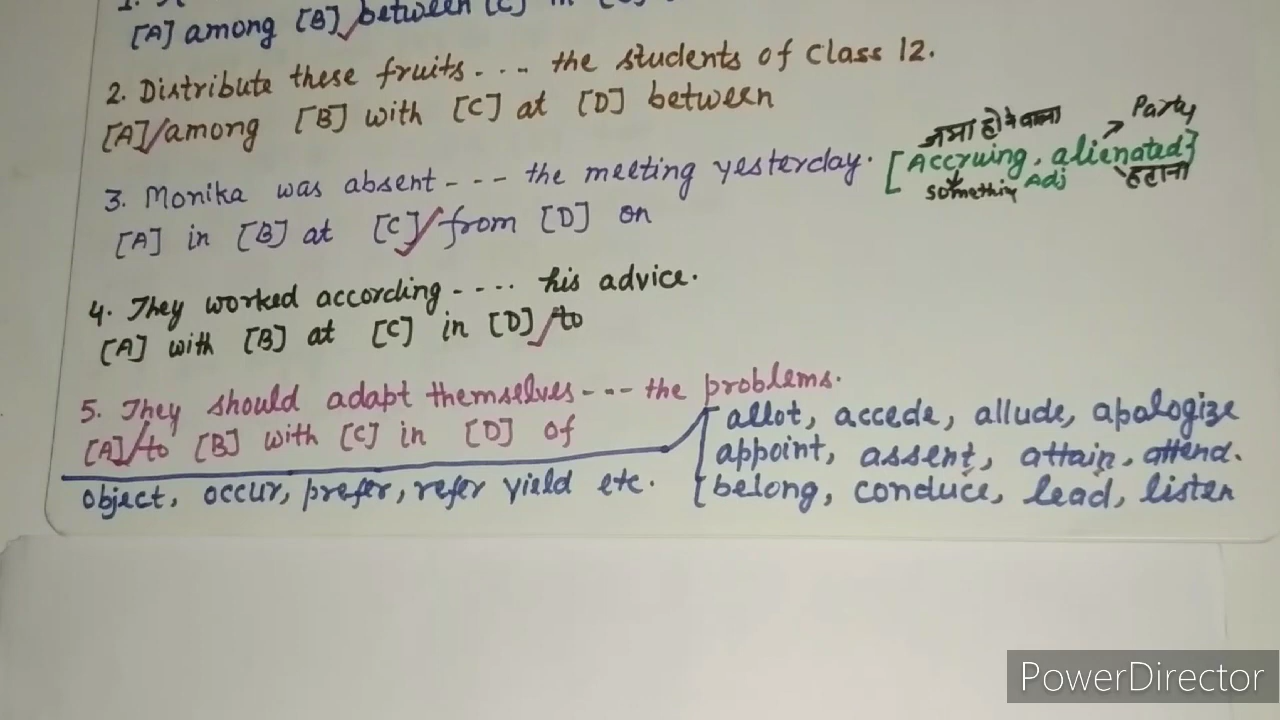 [A] among [B] between [C]
2. Distribute these fruits - - - the students of Class 12.
[A] among [B] with [C] at [D] between
3. Monika was absent - - - the meeting yesterday. [Accruing, alienated}
जमा होने वाला
Party
something Adj
हटाना
[A] in [B] at [C] from [D] on
4. They worked according - - - - his advice.
[A] with [B] at [C] in [D] to
5. They should adapt themselves - - - the problems.
[A] to [B] with [C] in [D] of
allot, accede, allude, apologize
appoint, assent, attain, attend.
belong, conduce, lead, listen
object, occur, prefer, refer yield etc.
PowerDirector